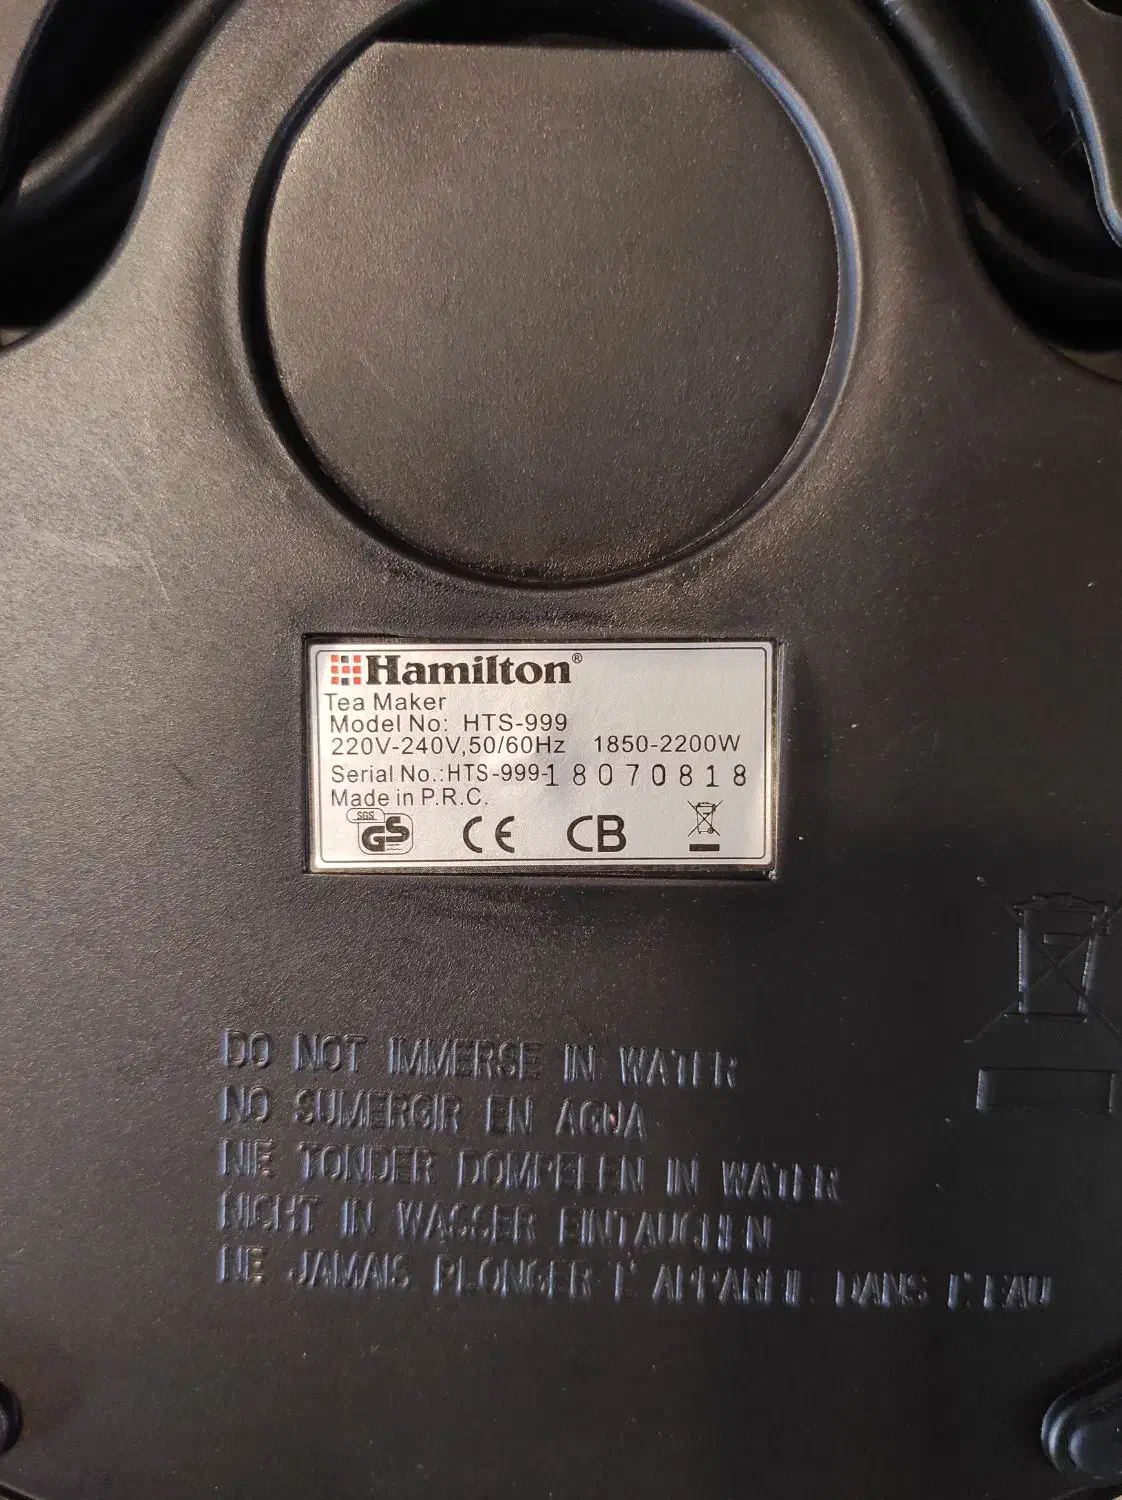 Hamilton®
Tea Maker
Model No: HTS-999
220V-240V,50/60Hz 1850-2200W
Serial No.:HTS-999-18070818
Made in P.R.C.
SGS GS CE CB
DO NOT IMMERSE IN WATER
NO SUMERGIR EN AGUA
NIE TONDER DOMPELEN IN WATER
NICHT IN WASSER EINTAUCHEN
NE JAMAIS PLONGER L' APPAREIL DANS L' EAU